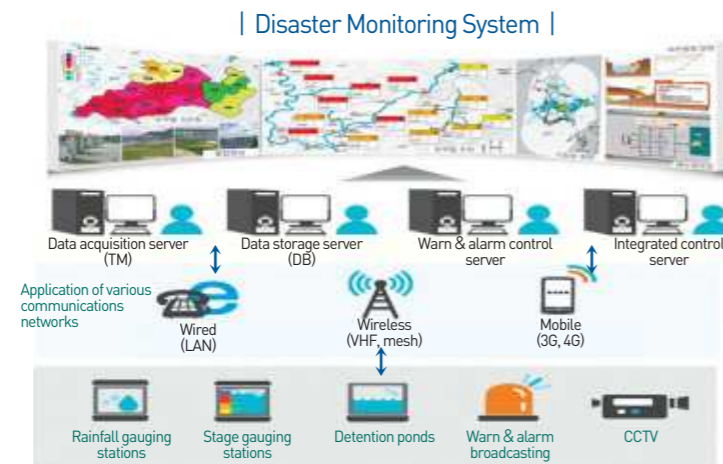 | Disaster Monitoring System |
Data acquisition server
(TM)
Data storage server
(DB)
Warn & alarm control
server
Integrated control
server
Application of various
communications
networks
Wired
(LAN)
Wireless
(VHF, mesh)
Mobile
(3G, 4G)
Rainfall gauging
stations
Stage gauging
stations
Detention ponds
Warn & alarm
broadcasting
CCTV